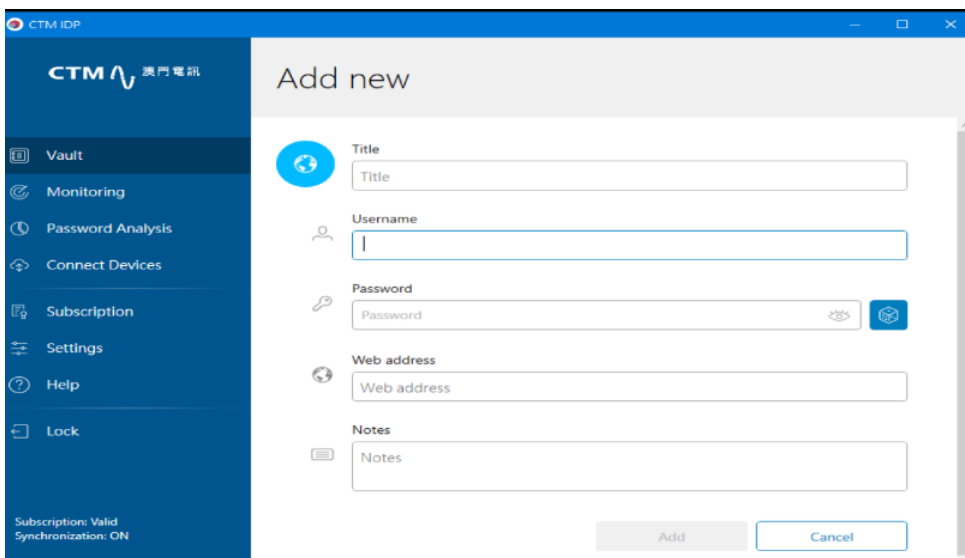 CTM IDP
CTM 澳門電訊
Vault
Monitoring
Password Analysis
Connect Devices
Subscription
Settings
Help
Lock
Subscription: Valid
Synchronization: ON
Add new
Title
Title
Username
Password
Password
Web address
Web address
Notes
Notes
Add
Cancel